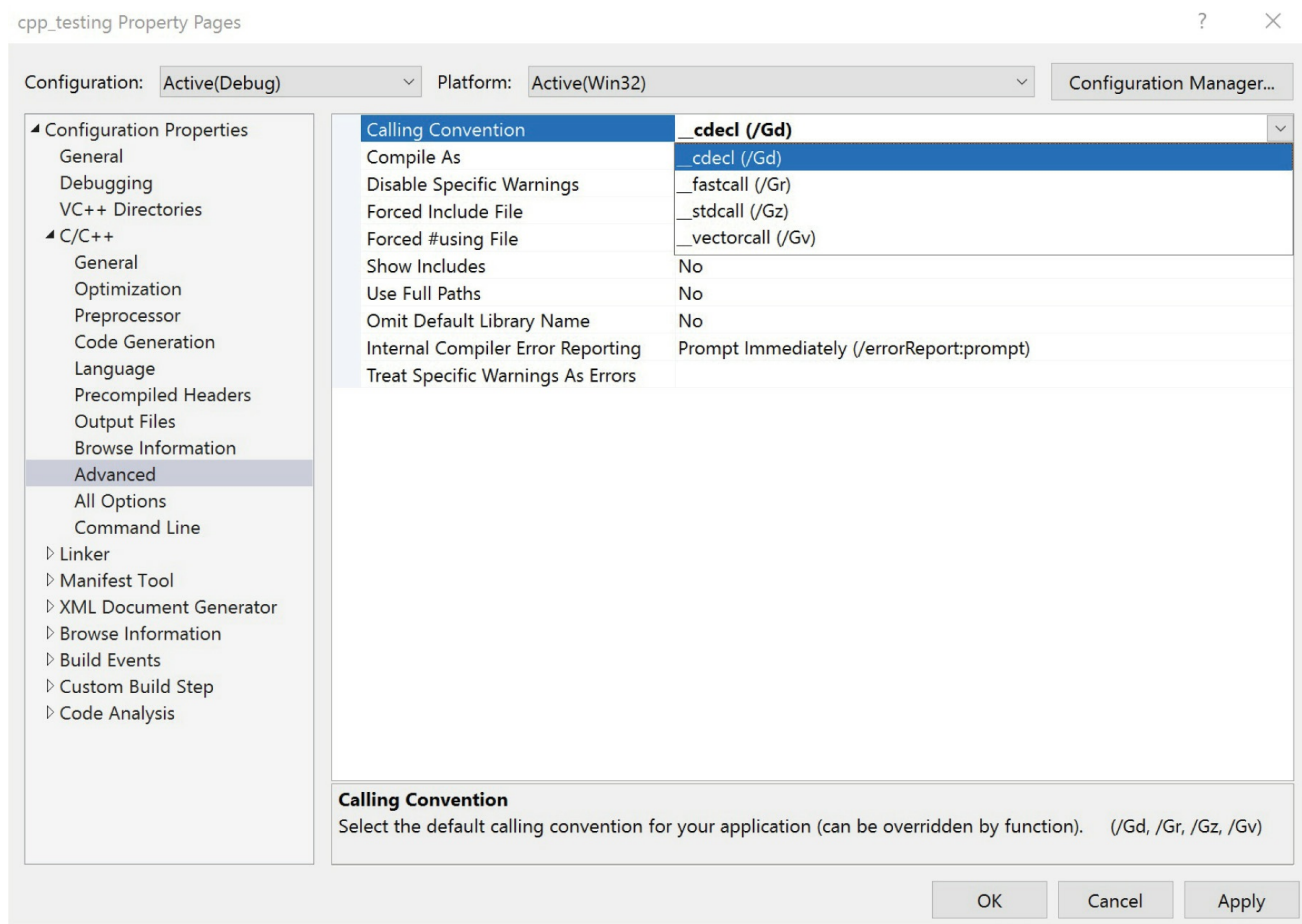 cpp_testing Property Pages
Configuration: Active(Debug) Platform: Active(Win32) Configuration Manager...
Configuration Properties
General
Debugging
VC++ Directories
C/C++
General
Optimization
Preprocessor
Code Generation
Language
Precompiled Headers
Output Files
Browse Information
Advanced
All Options
Command Line
Linker
Manifest Tool
XML Document Generator
Browse Information
Build Events
Custom Build Step
Code Analysis
Calling Convention __cdecl (/Gd)
Compile As
Disable Specific Warnings
Forced Include File
Forced #using File
__cdecl (/Gd)
__fastcall (/Gr)
__stdcall (/Gz)
__vectorcall (/Gv)
Show Includes No
Use Full Paths No
Omit Default Library Name No
Internal Compiler Error Reporting Prompt Immediately (/errorReport:prompt)
Treat Specific Warnings As Errors
Calling Convention
Select the default calling convention for your application (can be overridden by function). (/Gd, /Gr, /Gz, /Gv)
OK Cancel Apply